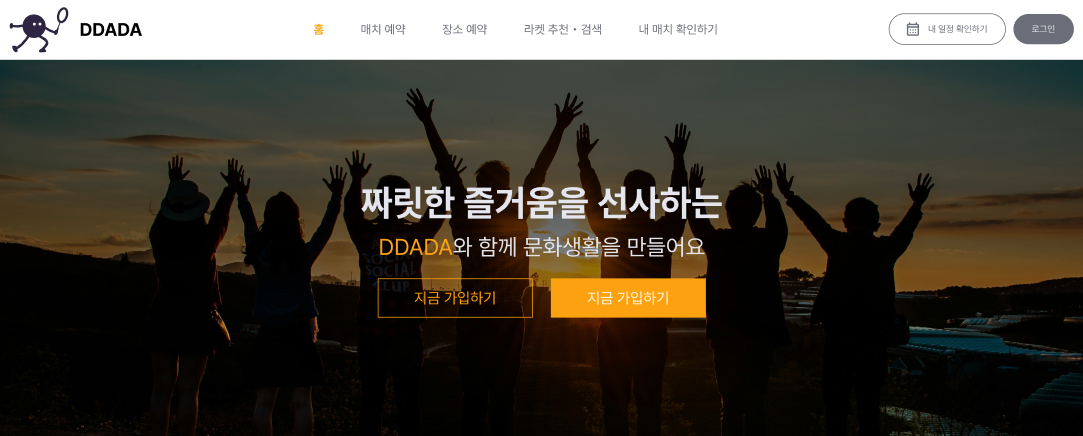 DDADA
홈 매치 예약 장소 예약 라켓 추천 · 검색 내 매치 확인하기
내 일정 확인하기 로그인
짜릿한 즐거움을 선사하는
DDADA와 함께 문화생활을 만들어요
SOCIAL
SOCIAL
CLUP
지금 가입하기 지금 가입하기